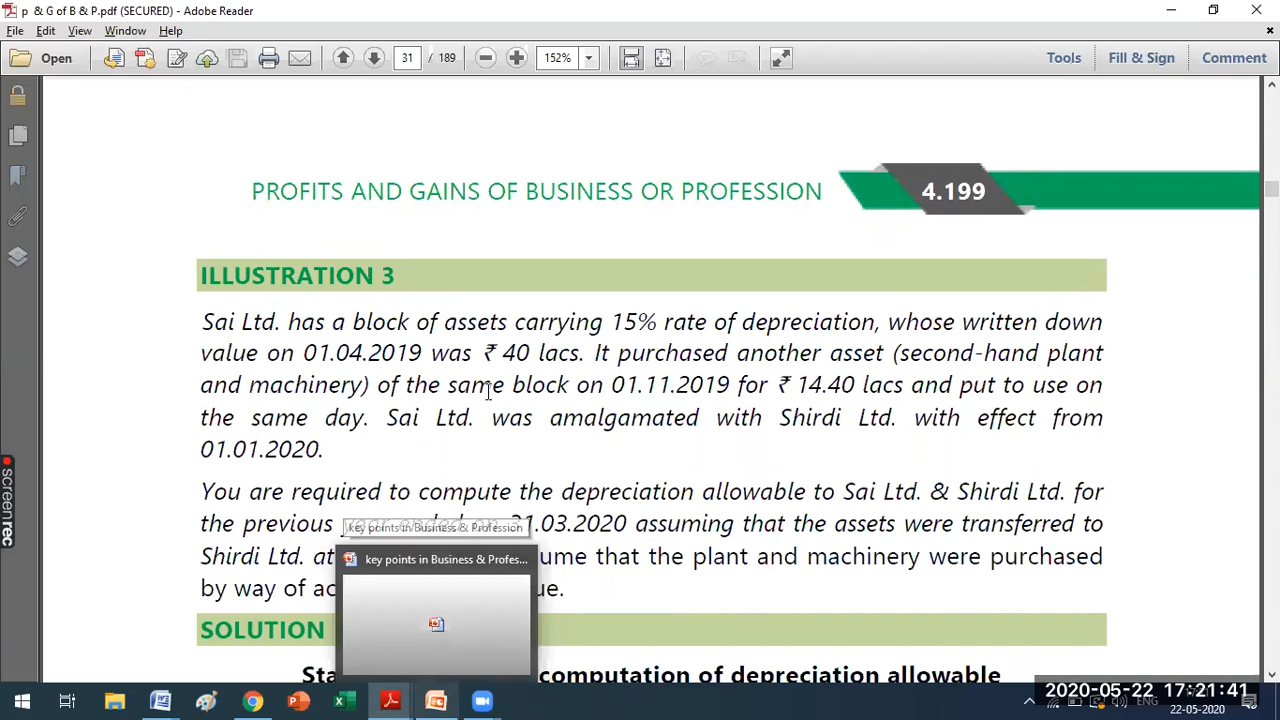 p & G of B & P.pdf (SECURED) - Adobe Reader
File Edit View Window Help
Open 31 / 189 152% Tools Fill & Sign Comment
PROFITS AND GAINS OF BUSINESS OR PROFESSION 4.199
ILLUSTRATION 3
Sai Ltd. has a block of assets carrying 15% rate of depreciation, whose written down
value on 01.04.2019 was ₹ 40 lacs. It purchased another asset (second-hand plant
and machinery) of the same block on 01.11.2019 for ₹ 14.40 lacs and put to use on
the same day. Sai Ltd. was amalgamated with Shirdi Ltd. with effect from
01.01.2020.
You are required to compute the depreciation allowable to Sai Ltd. & Shirdi Ltd. for
the previous 31.03.2020 assuming that the assets were transferred to
key points in Business & Profession
Shirdi Ltd. at ume that the plant and machinery were purchased
key points in Business & Profes...
by way of ac ue.
SOLUTION
Sta computation of depreciation allowable
screenrec
2020-05-22 17:21:41
ENG
22-05-2020